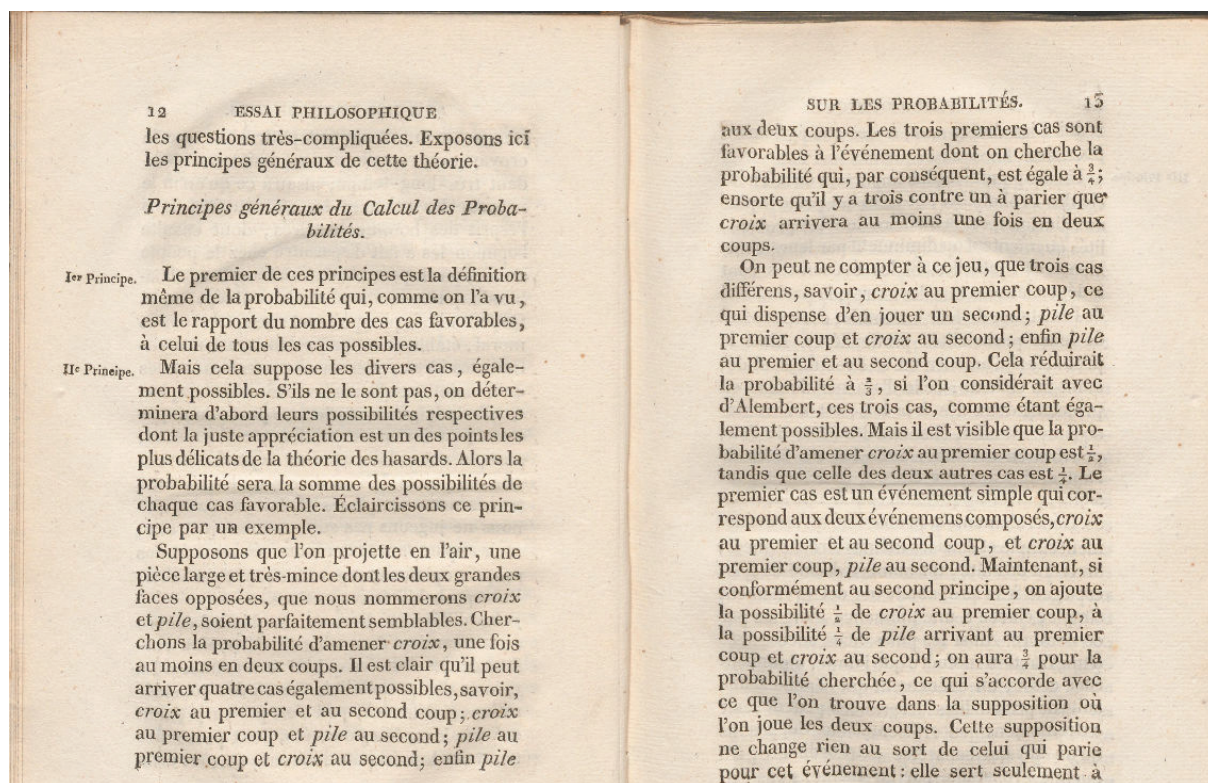 12 ESSAI PHILOSOPHIQUE
les questions très-compliquées. Exposons ici
les principes généraux de cette théorie.
Principes généraux du Calcul des Proba-
bilités.
Ier Principe. Le premier de ces principes est la définition
même de la probabilité qui, comme on l'a vu,
est le rapport du nombre des cas favorables,
à celui de tous les cas possibles.
IIe Principe. Mais cela suppose les divers cas, égale-
ment possibles. S'ils ne le sont pas, on déter-
minera d'abord leurs possibilités respectives
dont la juste appréciation est un des points les
plus délicats de la théorie des hasards. Alors la
probabilité sera la somme des possibilités de
chaque cas favorable. Éclaircissons ce prin-
cipe par un exemple.
Supposons que l'on projette en l'air, une
pièce large et très-mince dont les deux grandes
faces opposées, que nous nommerons croix
et pile, soient parfaitement semblables. Cher-
chons la probabilité d'amener croix, une fois
au moins en deux coups. Il est clair qu'il peut
arriver quatre cas également possibles, savoir,
croix au premier et au second coup; croix
au premier coup et pile au second; pile au
premier coup et croix au second; enfin pile
SUR LES PROBABILITÉS. 13
aux deux coups. Les trois premiers cas sont
favorables à l'événement dont on cherche la
probabilité qui, par conséquent, est égale à 3/4;
ensorte qu'il y a trois contre un à parier que
croix arrivera au moins une fois en deux
coups.
On peut ne compter à ce jeu, que trois cas
différens, savoir, croix au premier coup, ce
qui dispense d'en jouer un second; pile au
premier coup et croix au second; enfin pile
au premier et au second coup. Cela réduirait
la probabilité à 2/3, si l'on considérait avec
d'Alembert, ces trois cas, comme étant éga-
lement possibles. Mais il est visible que la pro-
babilité d'amener croix au premier coup est 1/2,
tandis que celle des deux autres cas est 1/4. Le
premier cas est un événement simple qui cor-
respond aux deux événemens composés, croix
au premier et au second coup, et croix au
premier coup, pile au second. Maintenant, si
conformément au second principe, on ajoute
la possibilité 1/2 de croix au premier coup, à
la possibilité 1/4 de pile arrivant au premier
coup et croix au second; on aura 3/4 pour la
probabilité cherchée, ce qui s'accorde avec
ce que l'on trouve dans la supposition où
l'on joue les deux coups. Cette supposition
ne change rien au sort de celui qui parie
pour cet événement: elle sert seulement à